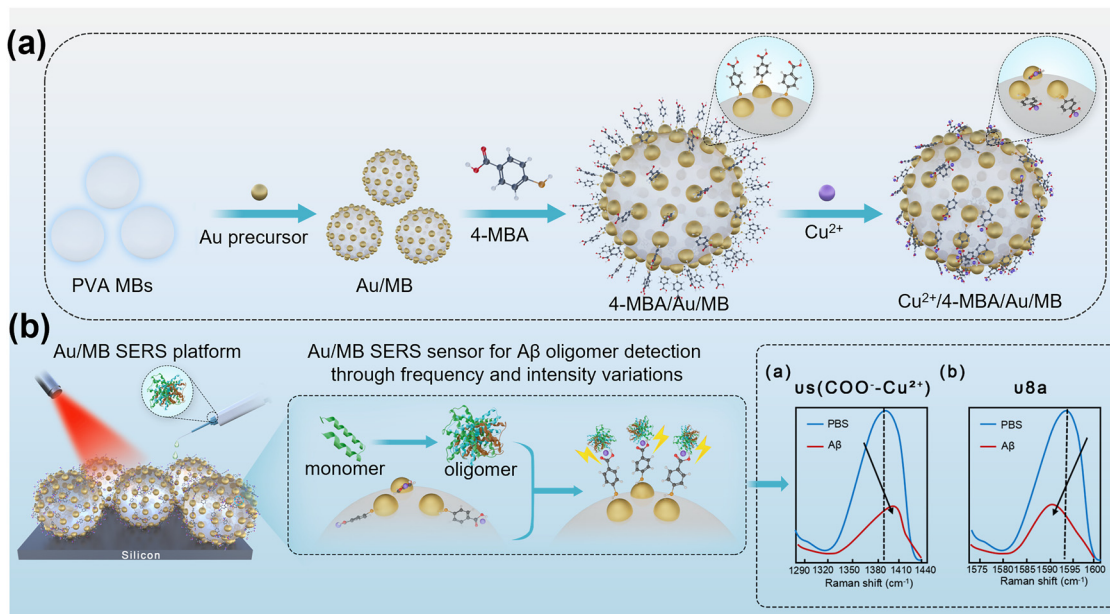 (a)
Au precursor
4-MBA
Cu²⁺
PVA MBs
Au/MB
4-MBA/Au/MB
Cu²⁺/4-MBA/Au/MB
(b)
Au/MB SERS platform
Silicon
Au/MB SERS sensor for Aβ oligomer detection
through frequency and intensity variations
monomer
oligomer
(a)
υs(COO⁻-Cu²⁺)
PBS
Aβ
1290 1320 1350 1380 1410 1440
Raman shift (cm⁻¹)
(b)
υ8a
PBS
Aβ
1575 1580 1585 1590 1595 1600
Raman shift (cm⁻¹)